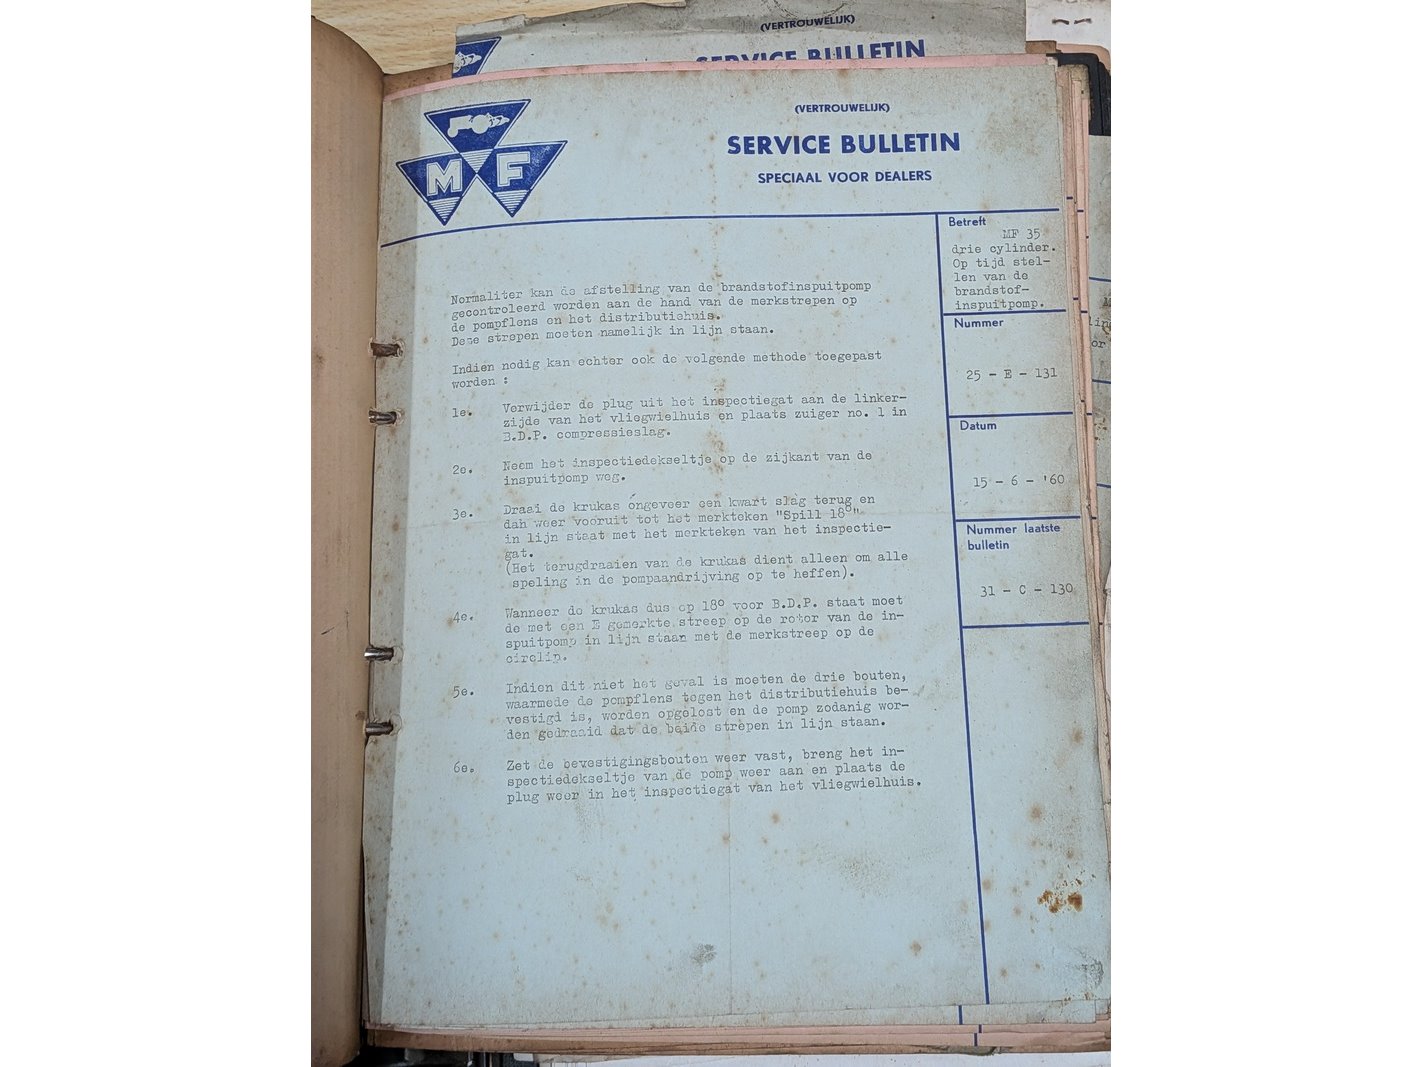 (VERTROUWELIJK)
SERVICE BULLETIN
(VERTROUWELIJK)
SERVICE BULLETIN
SPECIAAL VOOR DEALERS
M F
Betreft
MF 35
drie cylinder.
Op tijd stel-
len van de
brandstof-
inspuitpomp.
Nummer
25 - E - 131
Datum
15 - 6 - '60
Nummer laatste
bulletin
31 - C - 130
Normaliter kan de afstelling van de brandstofinspuitpomp
gecontroleerd worden aan de hand van de merkstrepen op
de pompflens en het distributiehuis.
Deze strepen moeten namelijk in lijn staan.
Indien nodig kan echter ook de volgende methode toegepast
worden :
1e. Verwijder de plug uit het inspectiegat aan de linker-
zijde van het vliegwielhuis en plaats zuiger no. 1 in
B.D.P. compressieslag.
2e. Neem het inspectiedekseltje op de zijkant van de
inspuitpomp weg.
3e. Draai de krukas ongeveer een kwart slag terug en
dan weer vooruit tot het merkteken "Spill 18°"
in lijn staat met het merkteken van het inspectie-
gat.
(Het terugdraaien van de krukas dient alleen om alle
speling in de pompaandrijving op te heffen).
4e. Wanneer de krukas dus op 18° voor B.D.P. staat moet
de met een E gemerkte streep op de rotor van de in-
spuitpomp in lijn staan met de merkstreep op de
circlip.
5e. Indien dit niet het geval is moeten de drie bouten,
waarmede de pompflens tegen het distributiehuis be-
vestigd is, worden opgelost en de pomp zodanig wor-
den gedraaid dat de beide strepen in lijn staan.
6e. Zet de bevestigingsbouten weer vast, breng het in-
spectiedekseltje van de pomp weer aan en plaats de
plug weer in het inspectiegat van het vliegwielhuis.